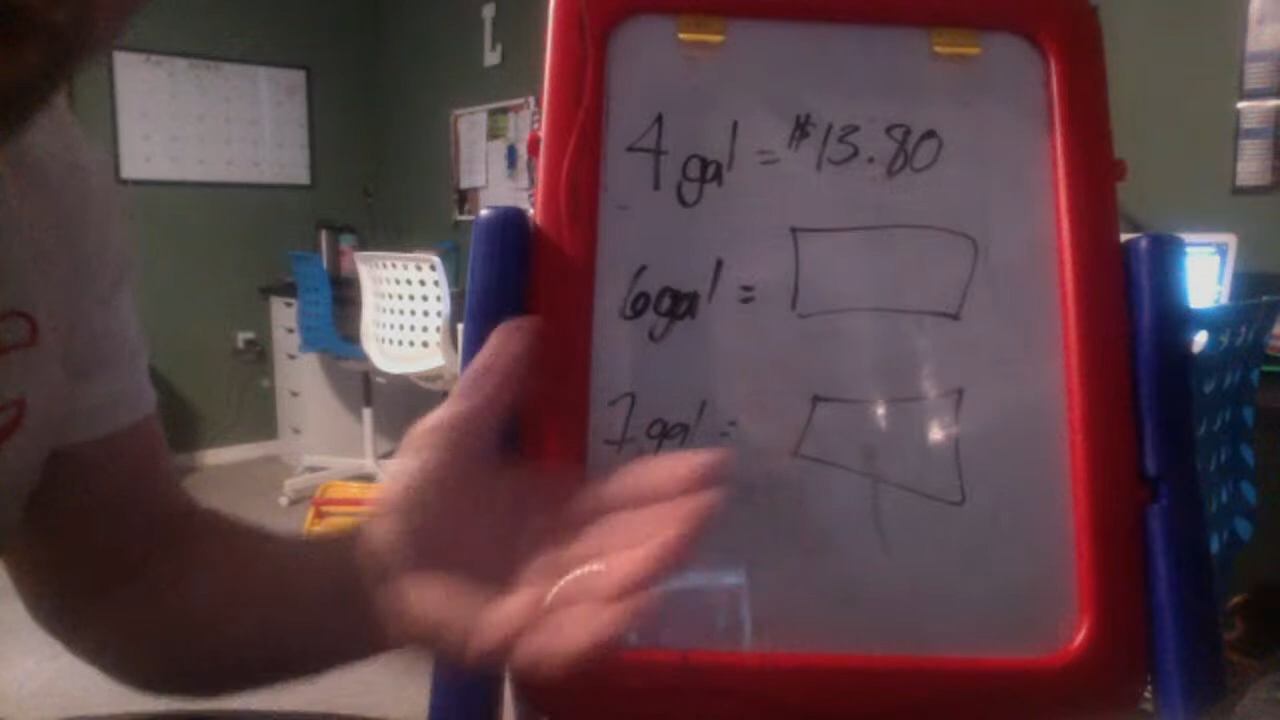 L
4 gal = $13.80
6 gal =
7 gal =